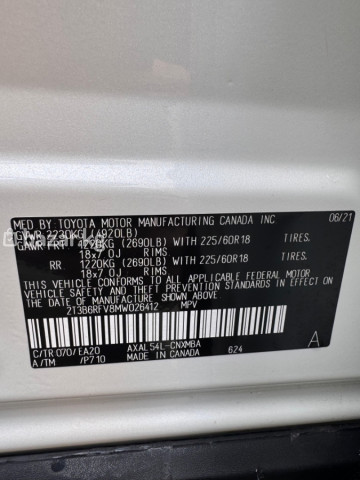 MFD BY TOYOTA MOTOR MANUFACTURING CANADA INC. 06/21
GVWR 2230KG (4920LB)
GAWR FRT 1220KG (2690LB) WITH 225/60R18 TIRES.
18x7.0J RIMS
RR 1220KG (2690LB) WITH 225/60R18 TIRES.
18x7.0J RIMS
THIS VEHICLE CONFORMS TO ALL APPLICABLE FEDERAL MOTOR
VEHICLE SAFETY STANDARDS IN EFFECT ON THE DATE OF
MANUFACTURE SHOWN ABOVE.
2T3B6RFV8MW026412 MPV
C/TR 070/EA20 AXAL54L-CNXMBA 624 A
A/TM /P710 MADE IN CANADA